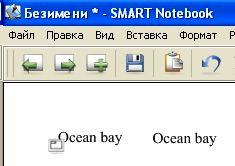 Безимени * - SMART Notebook
Файл Правка Вид Вставка Формат
Ocean bay Ocean bay